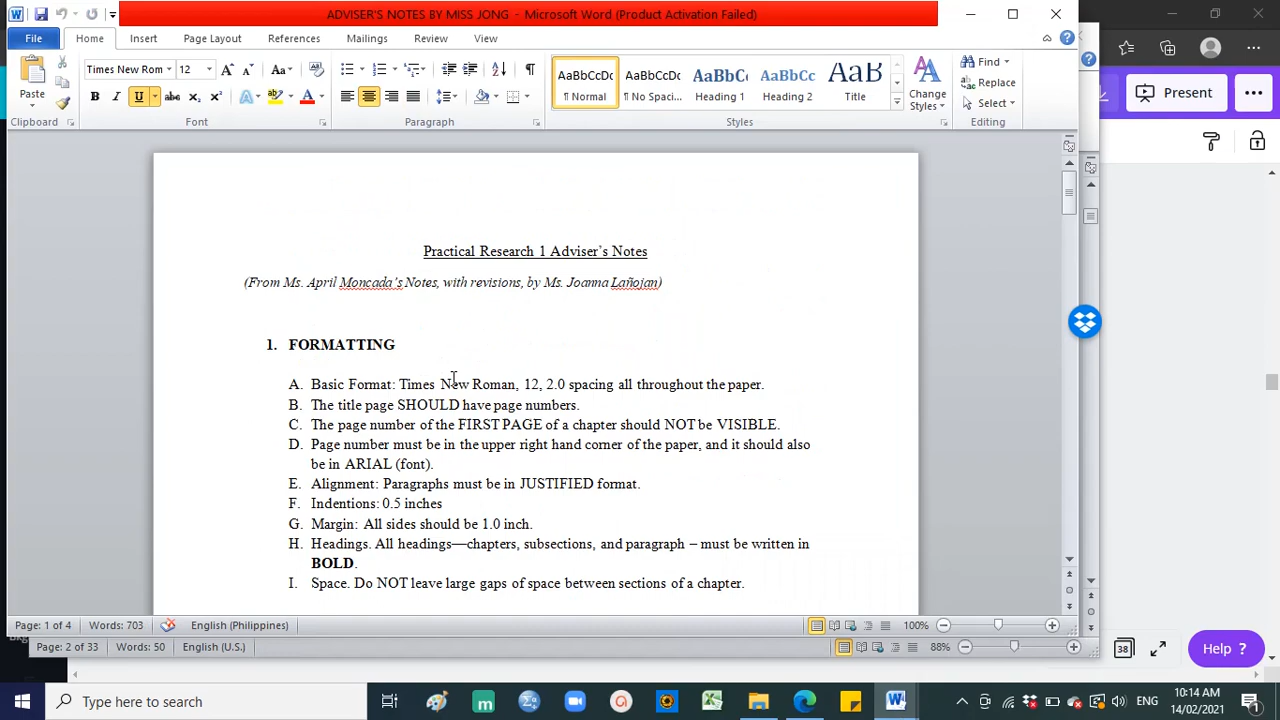 ADVISER'S NOTES BY MISS JONG - Microsoft Word (Product Activation Failed)
File Home Insert Page Layout References Mailings Review View
Times New Rom 12
Paste
Clipboard Font Paragraph Styles Editing
AaBbCcDc AaBbCcDc AaBbC AaBbCc AaB
¶ Normal ¶ No Spaci... Heading 1 Heading 2 Title
Change
Styles
Find
Replace
Select
Present
Practical Research 1 Adviser's Notes
(From Ms. April Moncada's Notes, with revisions, by Ms. Joanna Lañojan)
1. FORMATTING
A. Basic Format: Times New Roman, 12, 2.0 spacing all throughout the paper.
B. The title page SHOULD have page numbers.
C. The page number of the FIRST PAGE of a chapter should NOT be VISIBLE.
D. Page number must be in the upper right hand corner of the paper, and it should also
be in ARIAL (font).
E. Alignment: Paragraphs must be in JUSTIFIED format.
F. Indentions: 0.5 inches
G. Margin: All sides should be 1.0 inch.
H. Headings. All headings—chapters, subsections, and paragraph – must be written in
BOLD.
I. Space. Do NOT leave large gaps of space between sections of a chapter.
Page: 1 of 4 Words: 703 English (Philippines) 100%
Page: 2 of 33 Words: 50 English (U.S.) 88%
38
Help ?
Type here to search
ENG
10:14 AM
14/02/2021